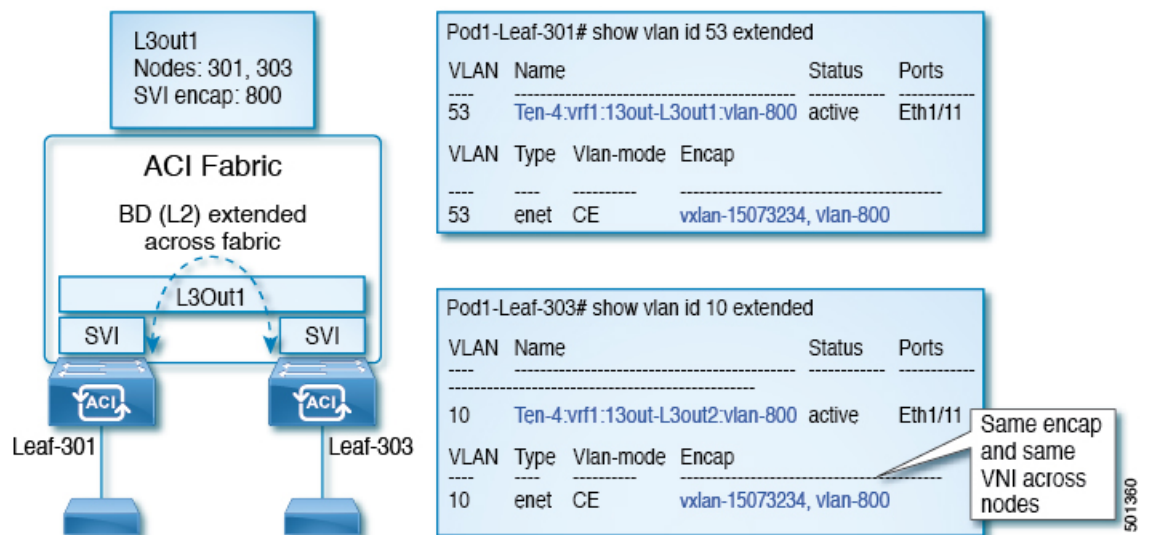 L3out1
Nodes: 301, 303
SVI encap: 800
ACI Fabric
BD (L2) extended
across fabric
L3Out1
SVI
SVI
ACI
ACI
Leaf-301
Leaf-303
Pod1-Leaf-301# show vlan id 53 extended
VLAN Name Status Ports
---- ---------------------------------------- ------------ ------------
53 Ten-4:vrf1:13out-L3out1:vlan-800 active Eth1/11
VLAN Type Vlan-mode Encap
---- ---- ---------- -------------------------------------
53 enet CE vxlan-15073234, vlan-800
Pod1-Leaf-303# show vlan id 10 extended
VLAN Name Status Ports
---- ---------------------------------------- ------------ ------------
--------------------------------------------
10 Ten-4:vrf1:13out-L3out2:vlan-800 active Eth1/11
VLAN Type Vlan-mode Encap
---- ---- ---------- -------------------------------------
10 enet CE vxlan-15073234, vlan-800
Same encap
and same
VNI across
nodes
501360